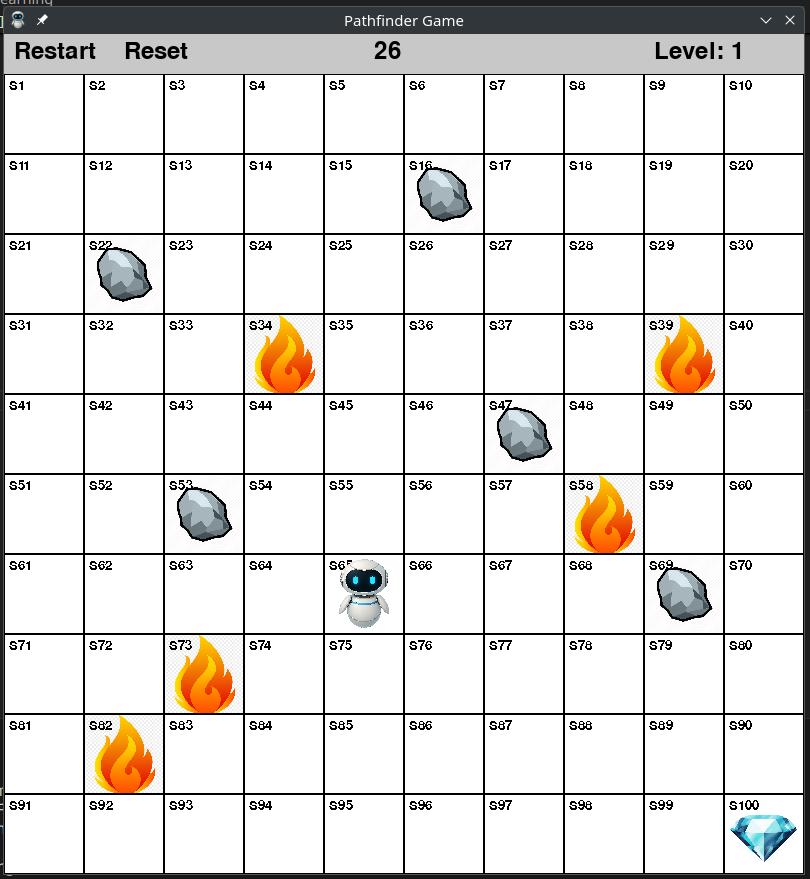 earning
Pathfinder Game
Restart Reset 26 Level: 1
S1 S2 S3 S4 S5 S6 S7 S8 S9 S10
S11 S12 S13 S14 S15 S16 S17 S18 S19 S20
S21 S22 S23 S24 S25 S26 S27 S28 S29 S30
S31 S32 S33 S34 S35 S36 S37 S38 S39 S40
S41 S42 S43 S44 S45 S46 S47 S48 S49 S50
S51 S52 S53 S54 S55 S56 S57 S58 S59 S60
S61 S62 S63 S64 S65 S66 S67 S68 S69 S70
S71 S72 S73 S74 S75 S76 S77 S78 S79 S80
S81 S82 S83 S84 S85 S86 S87 S88 S89 S90
S91 S92 S93 S94 S95 S96 S97 S98 S99 S100